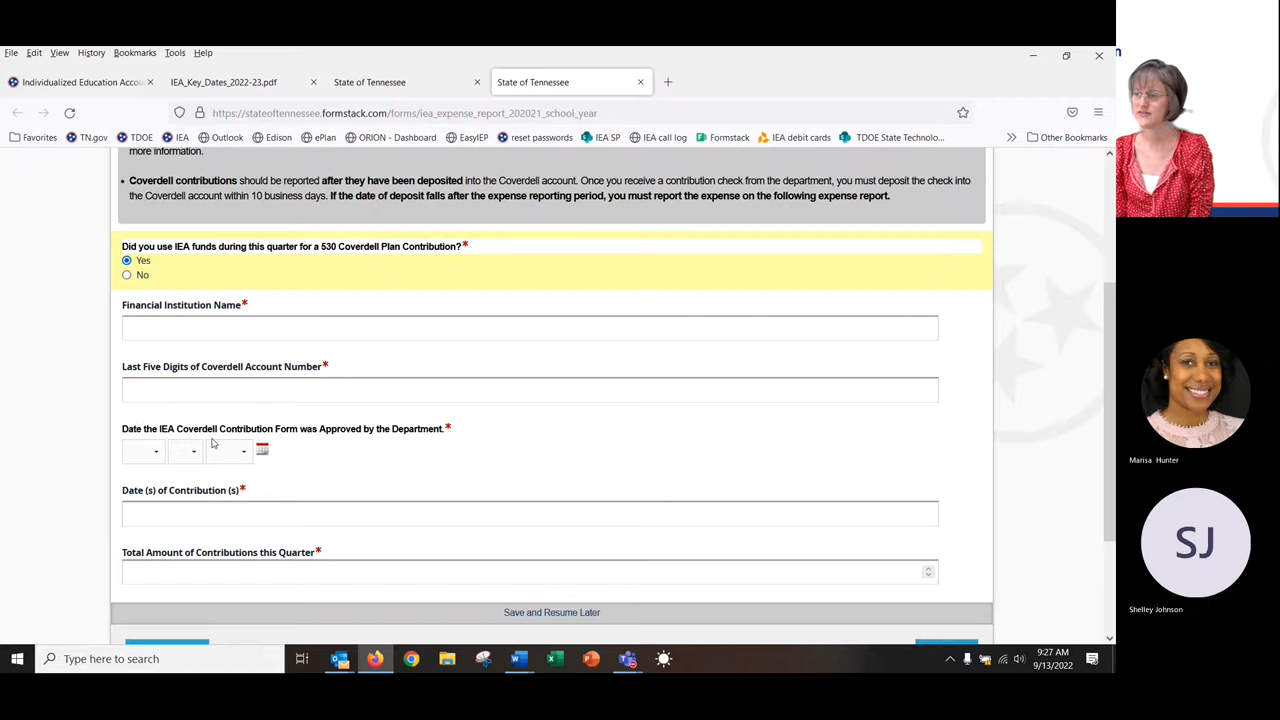 File Edit View History Bookmarks Tools Help
Individualized Education Accou
IEA_Key_Dates_2022-23.pdf
State of Tennessee
State of Tennessee
https://stateoftennessee.formstack.com/forms/iea_expense_report_202021_school_year
Favorites TN.gov TDOE IEA Outlook Edison ePlan ORION - Dashboard EasyIEP reset passwords IEA SP IEA call log Formstack IEA debit cards TDOE State Technolo... Other Bookmarks
more information.
• Coverdell contributions should be reported after they have been deposited into the Coverdell account. Once you receive a contribution check from the department, you must deposit the check into
the Coverdell account within 10 business days. If the date of deposit falls after the expense reporting period, you must report the expense on the following expense report.
Did you use IEA funds during this quarter for a 530 Coverdell Plan Contribution?*
Yes
No
Financial Institution Name*
Last Five Digits of Coverdell Account Number*
Date the IEA Coverdell Contribution Form was Approved by the Department.*
Date (s) of Contribution (s)*
Total Amount of Contributions this Quarter*
Save and Resume Later
Type here to search
9:27 AM
9/13/2022
Marisa Hunter
SJ
Shelley Johnson